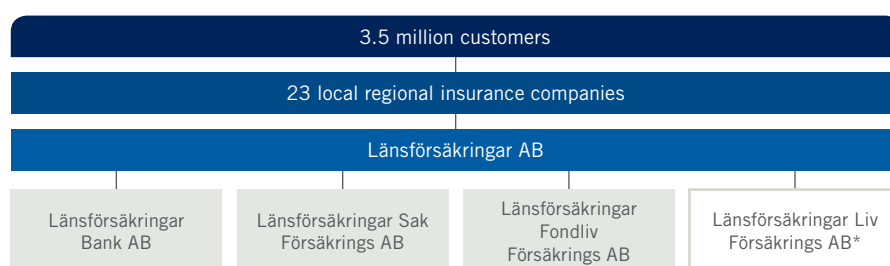 3.5 million customers
23 local regional insurance companies
Länsförsäkringar AB
Länsförsäkringar
Bank AB
Länsförsäkringar Sak
Försäkrings AB
Länsförsäkringar
Fondliv
Försäkrings AB
Länsförsäkringar Liv
Försäkrings AB*